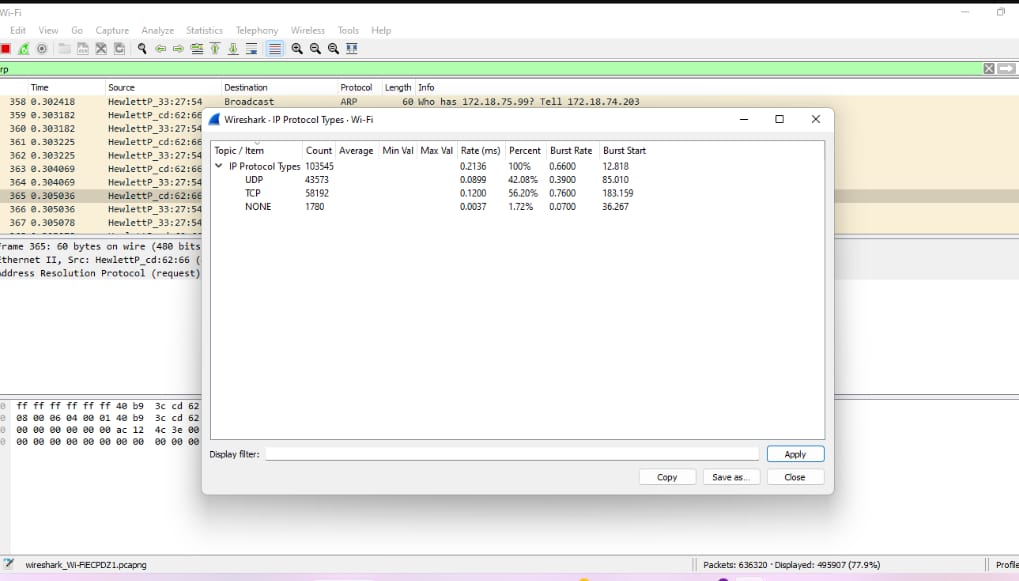 Wi-Fi
Edit View Go Capture Analyze Statistics Telephony Wireless Tools Help
rp
Time Source Destination Protocol Length Info
358 0.302418 HewlettP_33:27:54 Broadcast ARP 60 Who has 172.18.75.99? Tell 172.18.74.203
359 0.303182 HewlettP_cd:62:66
360 0.303182 HewlettP_33:27:54
361 0.303225 HewlettP_cd:62:66
362 0.303225 HewlettP_33:27:54
363 0.304069 HewlettP_cd:62:66
364 0.304069 HewlettP_33:27:54
365 0.305036 HewlettP_cd:62:66
366 0.305036 HewlettP_33:27:54
367 0.305078 HewlettP_33:27:54
rame 365: 60 bytes on wire (480 bits
thernet II, Src: HewlettP_cd:62:66 (
ddress Resolution Protocol (request)
0 ff ff ff ff ff ff 40 b9 3c cd 62
0 08 00 06 04 00 01 40 b9 3c cd 62
0 00 00 00 00 00 00 ac 12 4c 3e 00
0 00 00 00 00 00 00 00 00 00 00 00
Wireshark · IP Protocol Types · Wi-Fi
Topic / Item Count Average Min Val Max Val Rate (ms) Percent Burst Rate Burst Start
IP Protocol Types 103545 0.2136 100% 0.6600 12.818
UDP 43573 0.0899 42.08% 0.3900 85.010
TCP 58192 0.1200 56.20% 0.7600 183.159
NONE 1780 0.0037 1.72% 0.0700 36.267
Display filter: Apply
Copy Save as... Close
wireshark_Wi-FiECPDZ1.pcapng Packets: 636320 · Displayed: 495907 (77.9%) Profile